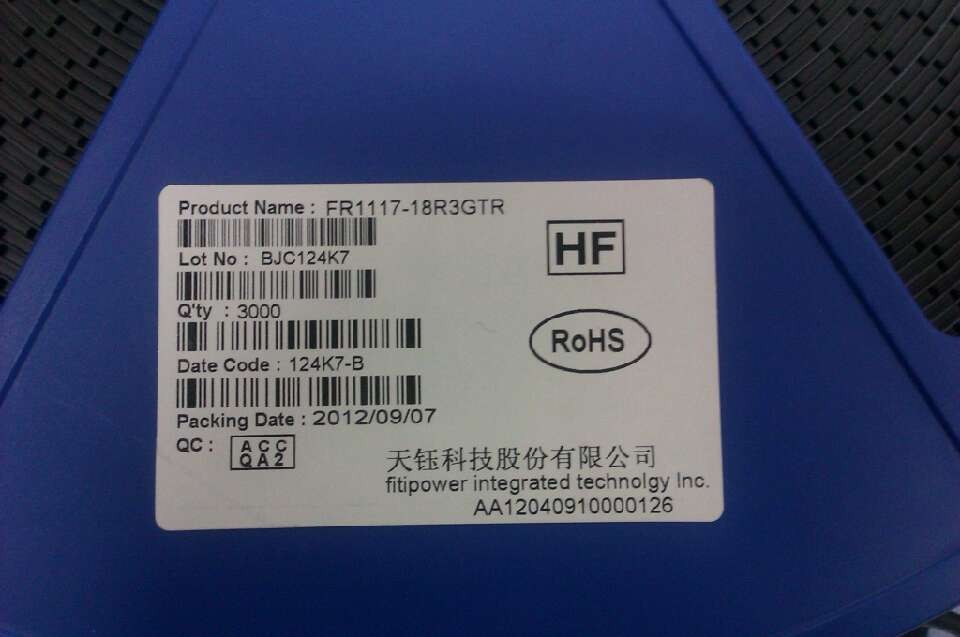 Product Name : FR1117-18R3GTR
Lot No : BJC124K7
Q'ty : 3000
Date Code : 124K7-B
Packing Date : 2012/09/07
QC : ACC
QA2
HF
RoHS
天钰科技股份有限公司
fitipower integrated technolgy Inc.
AA12040910000126